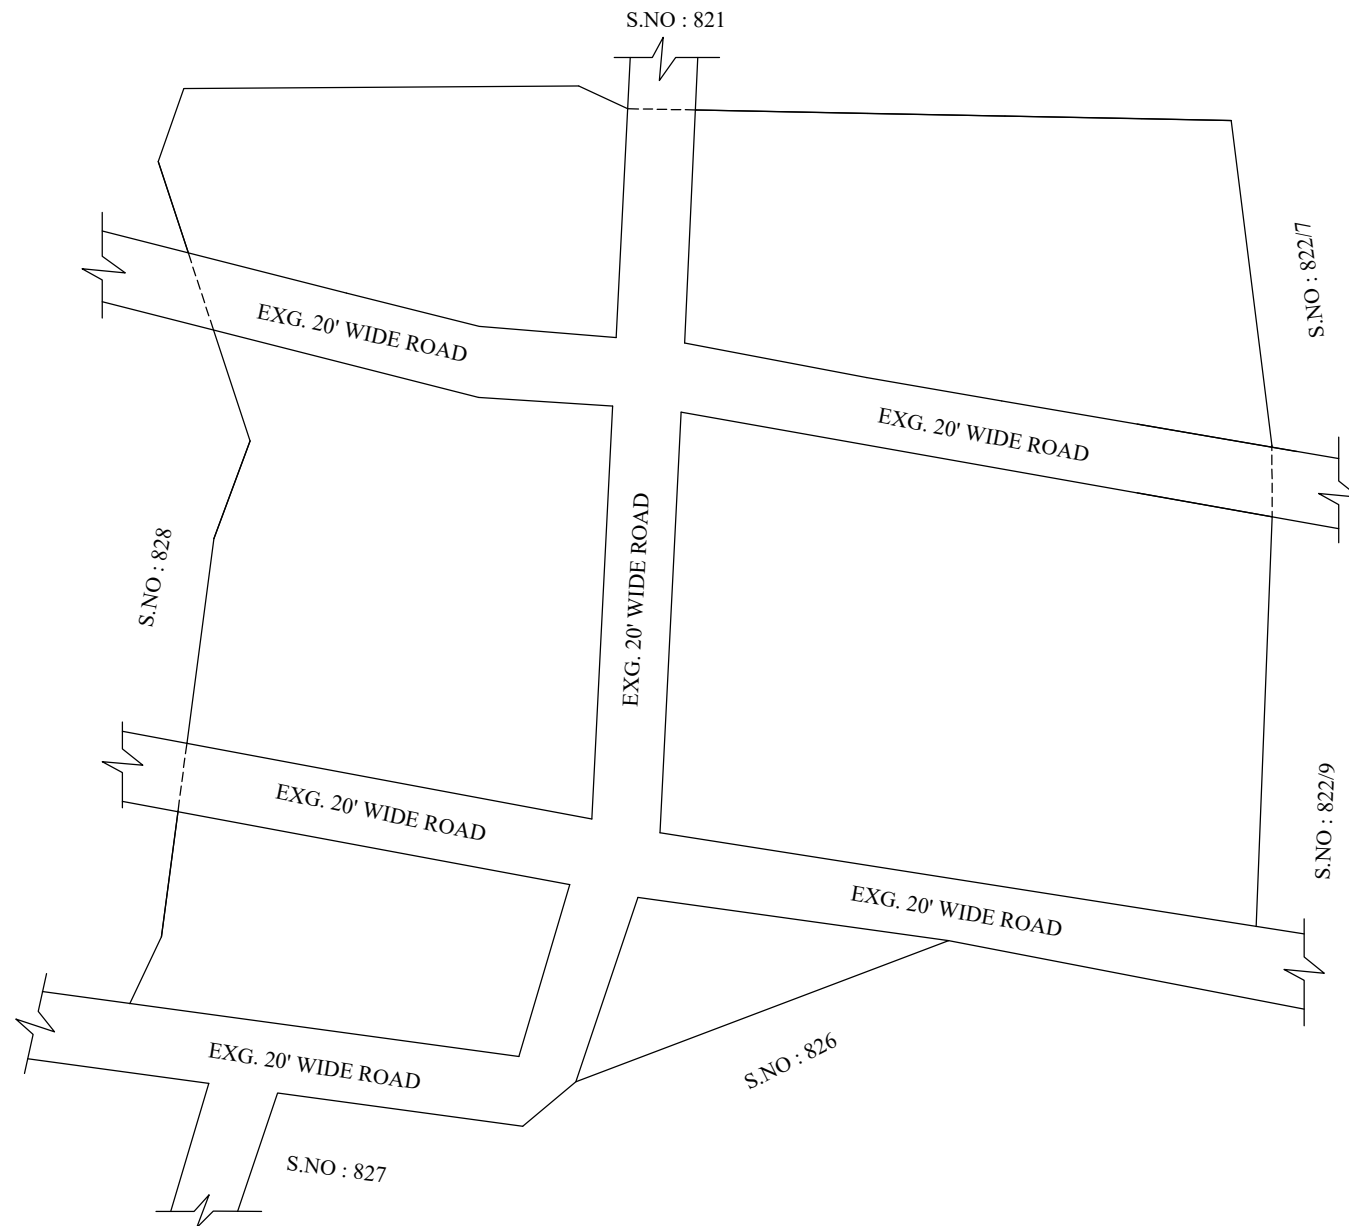 S.NO : 821
S.NO : 822/7
EXG. 20' WIDE ROAD
EXG. 20' WIDE ROAD
EXG. 20' WIDE ROAD
S.NO : 828
EXG. 20' WIDE ROAD
S.NO : 822/9
EXG. 20' WIDE ROAD
EXG. 20' WIDE ROAD
S.NO : 826
S.NO : 827